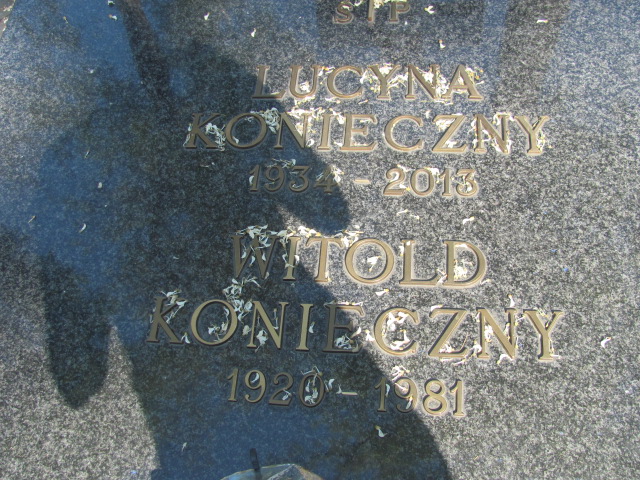 Ś P
LUCYNA
KONIECZNY
1934 - 2013
WITOLD
KONIECZNY
1920 - 1981